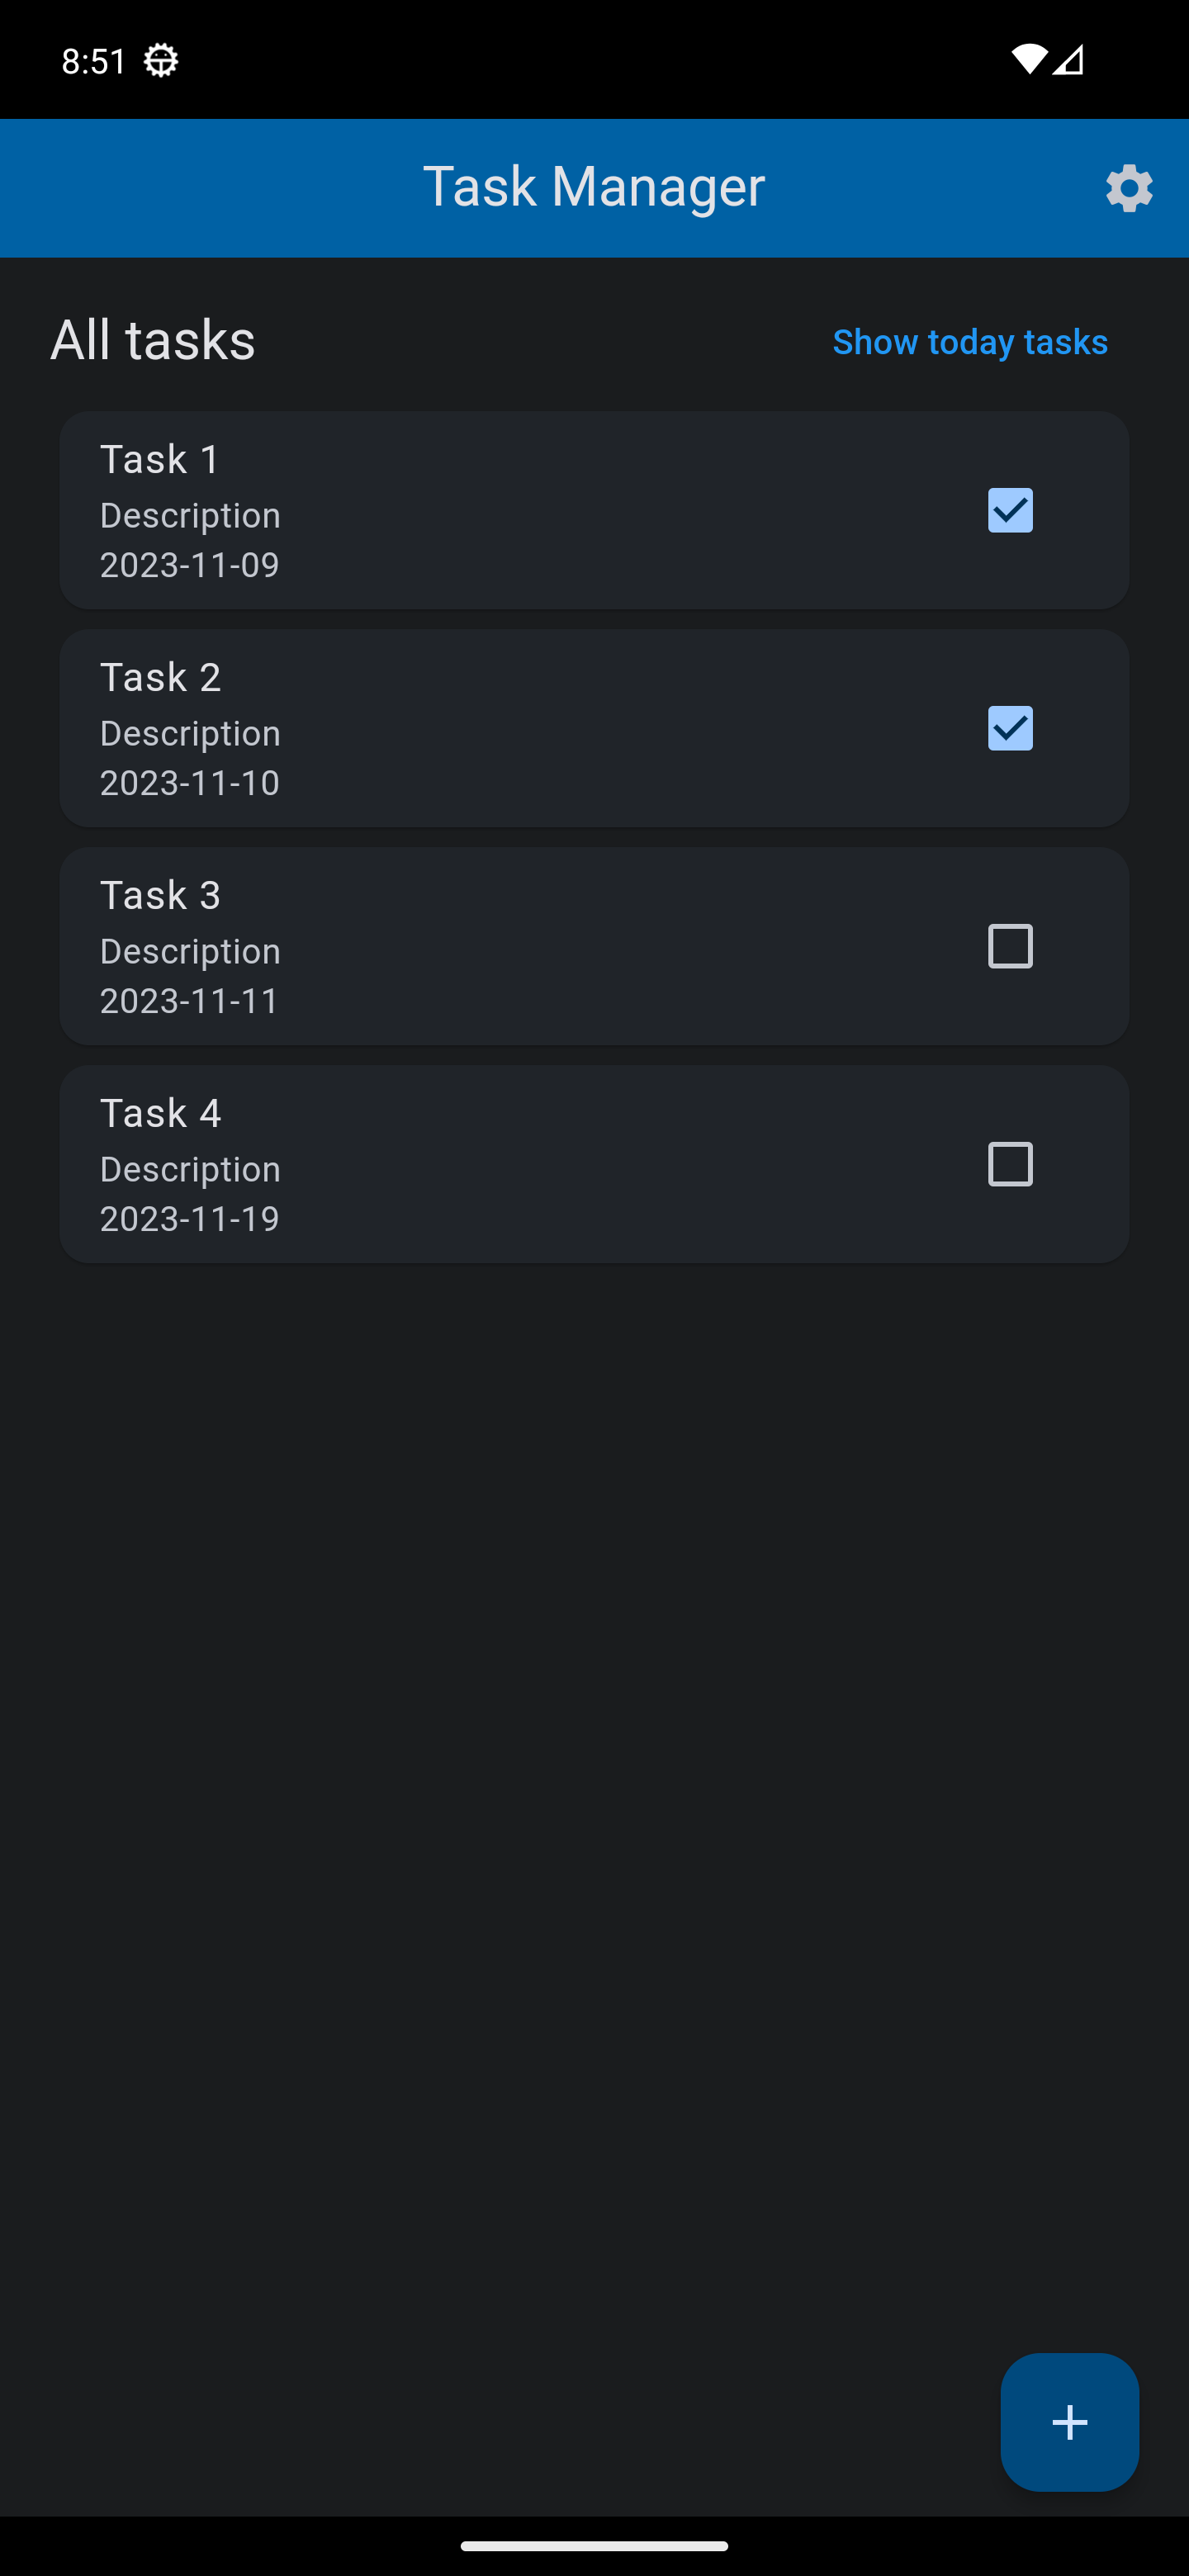 8:51
Task Manager
All tasks
Show today tasks
Task 1
Description
2023-11-09
Task 2
Description
2023-11-10
Task 3
Description
2023-11-11
Task 4
Description
2023-11-19